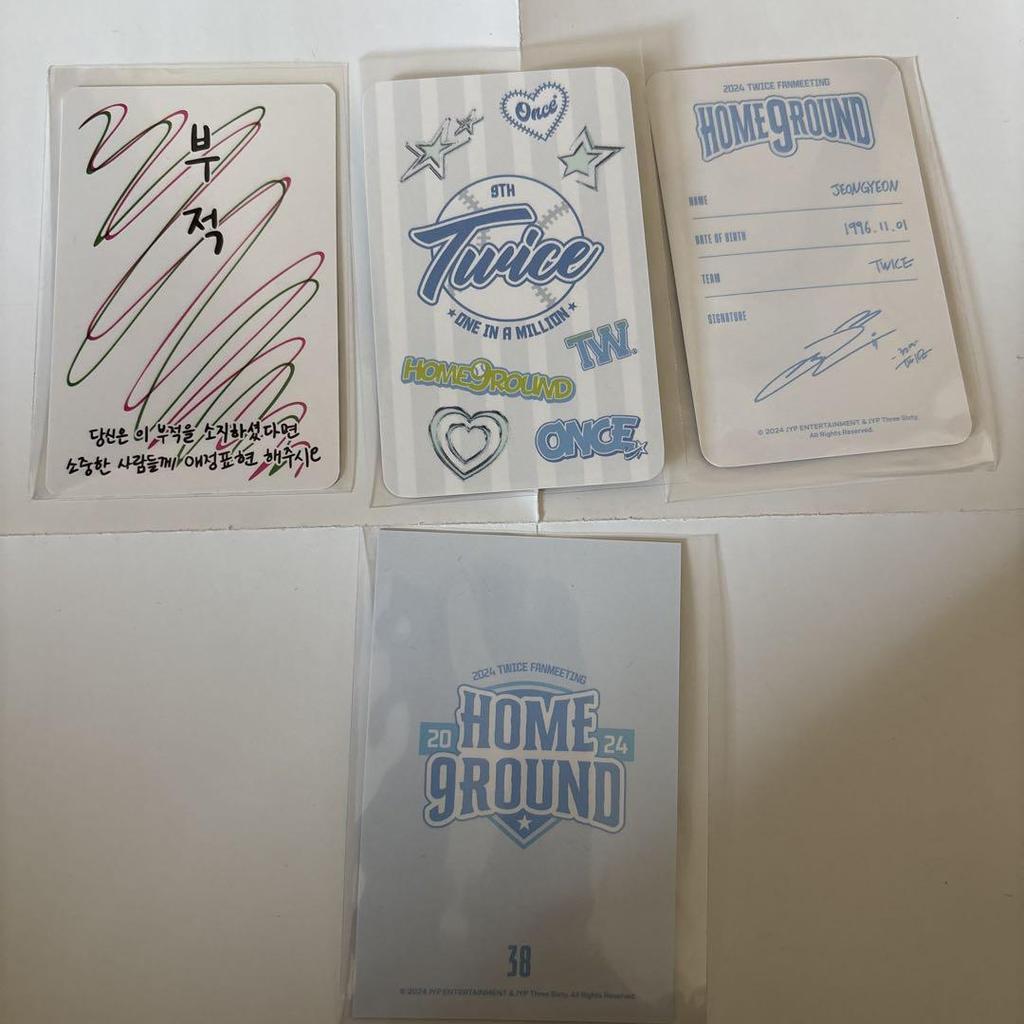 부
적
당신은 이 부적을 소지하셨다면
소중한 사람들께 애정표현 해주시e
Once
9TH
Twice
★ONE IN A MILLION★
TW.
HOME9ROUND
ONCE
2024 TWICE FANMEETING
HOME9ROUND
NAME JEONGYEON
DATE OF BIRTH 1996.11.01
TEAM TWICE
SIGNATURE
© 2024 JYP ENTERTAINMENT & JYP Three Sixty.
All Rights Reserved.
2024 TWICE FANMEETING
HOME
20 24
9ROUND
38
© 2024 JYP ENTERTAINMENT & JYP Three Sixty. All Rights Reserved.